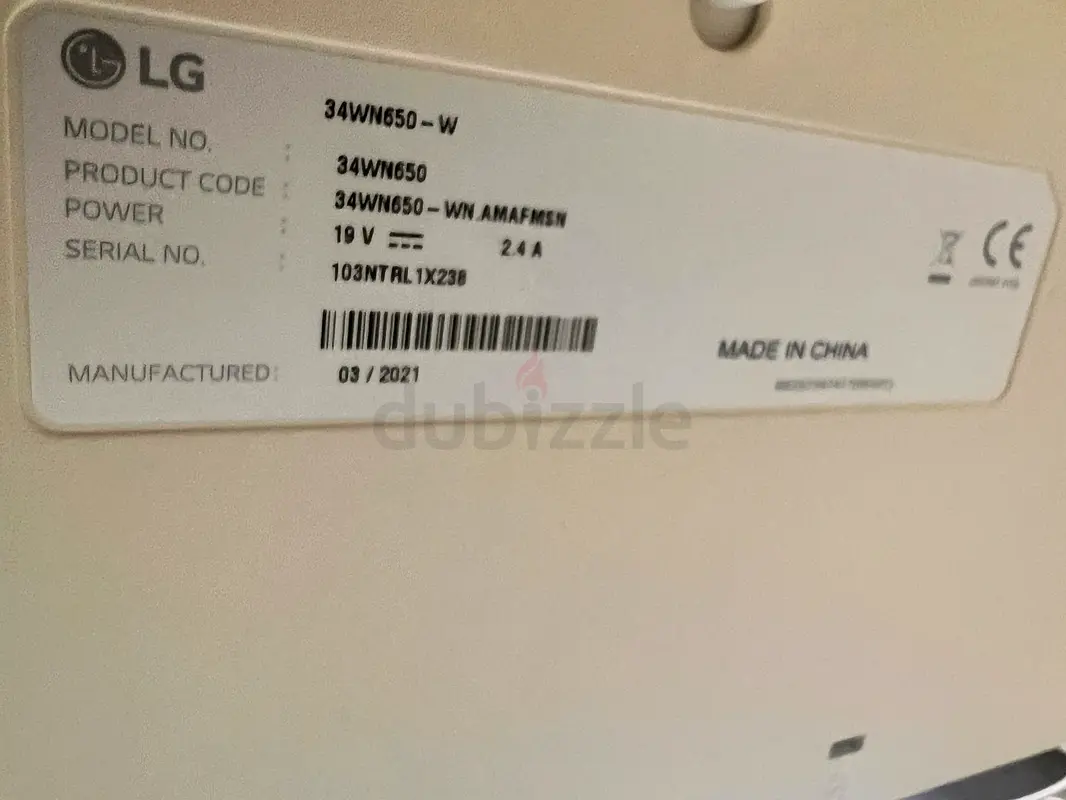 LG
34WN650-W
MODEL NO. : 34WN650
PRODUCT CODE : 34WN650-WN.AMAFMSN
POWER : 19 V 2.4 A
SERIAL NO. : 103NTRL1X238
CE
MADE IN CHINA
MANUFACTURED: 03 / 2021
dubizzle